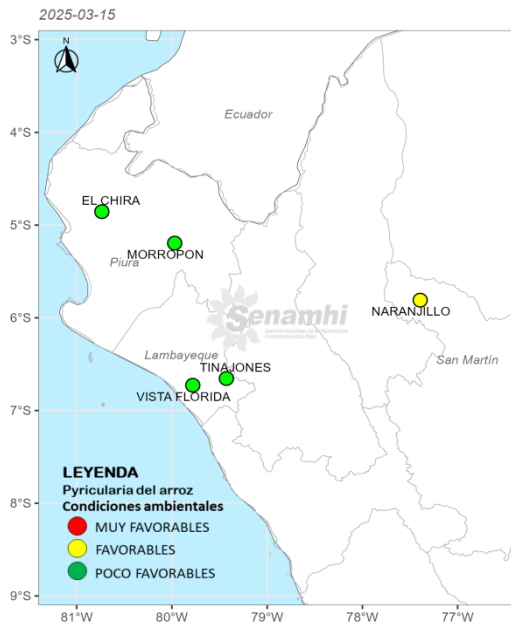 2025-03-15
3°S
N
Ecuador
4°S
EL CHIRA
5°S
MORROPON
Piura
NARANJILLO
Senamhi
6°S
Lambayeque
San Martín
TINAJONES
VISTA FLORIDA
7°S
LEYENDA
Pyricularia del arroz
Condiciones ambientales
MUY FAVORABLES
FAVORABLES
POCO FAVORABLES
8°S
9°S
81°W 80°W 79°W 78°W 77°W